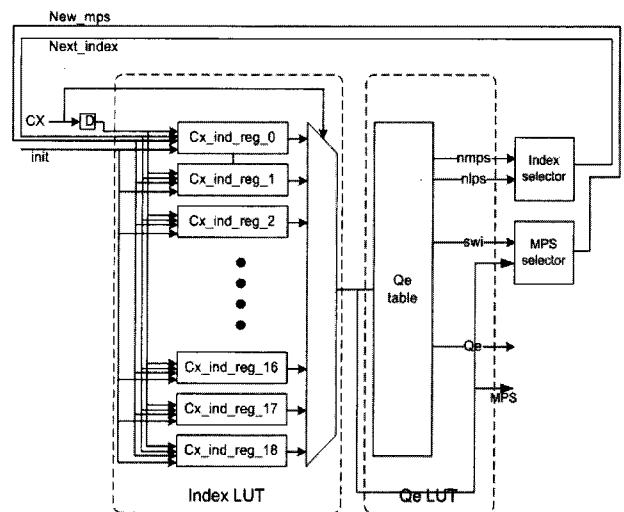 New_mps
Next_index
CX
D
init
Cx_ind_reg_0
Cx_ind_reg_1
Cx_ind_reg_2
Cx_ind_reg_16
Cx_ind_reg_17
Cx_ind_reg_18
Index LUT
Qe
table
Qe LUT
nmps
nlps
swi
Qe
MPS
Index
selector
MPS
selector